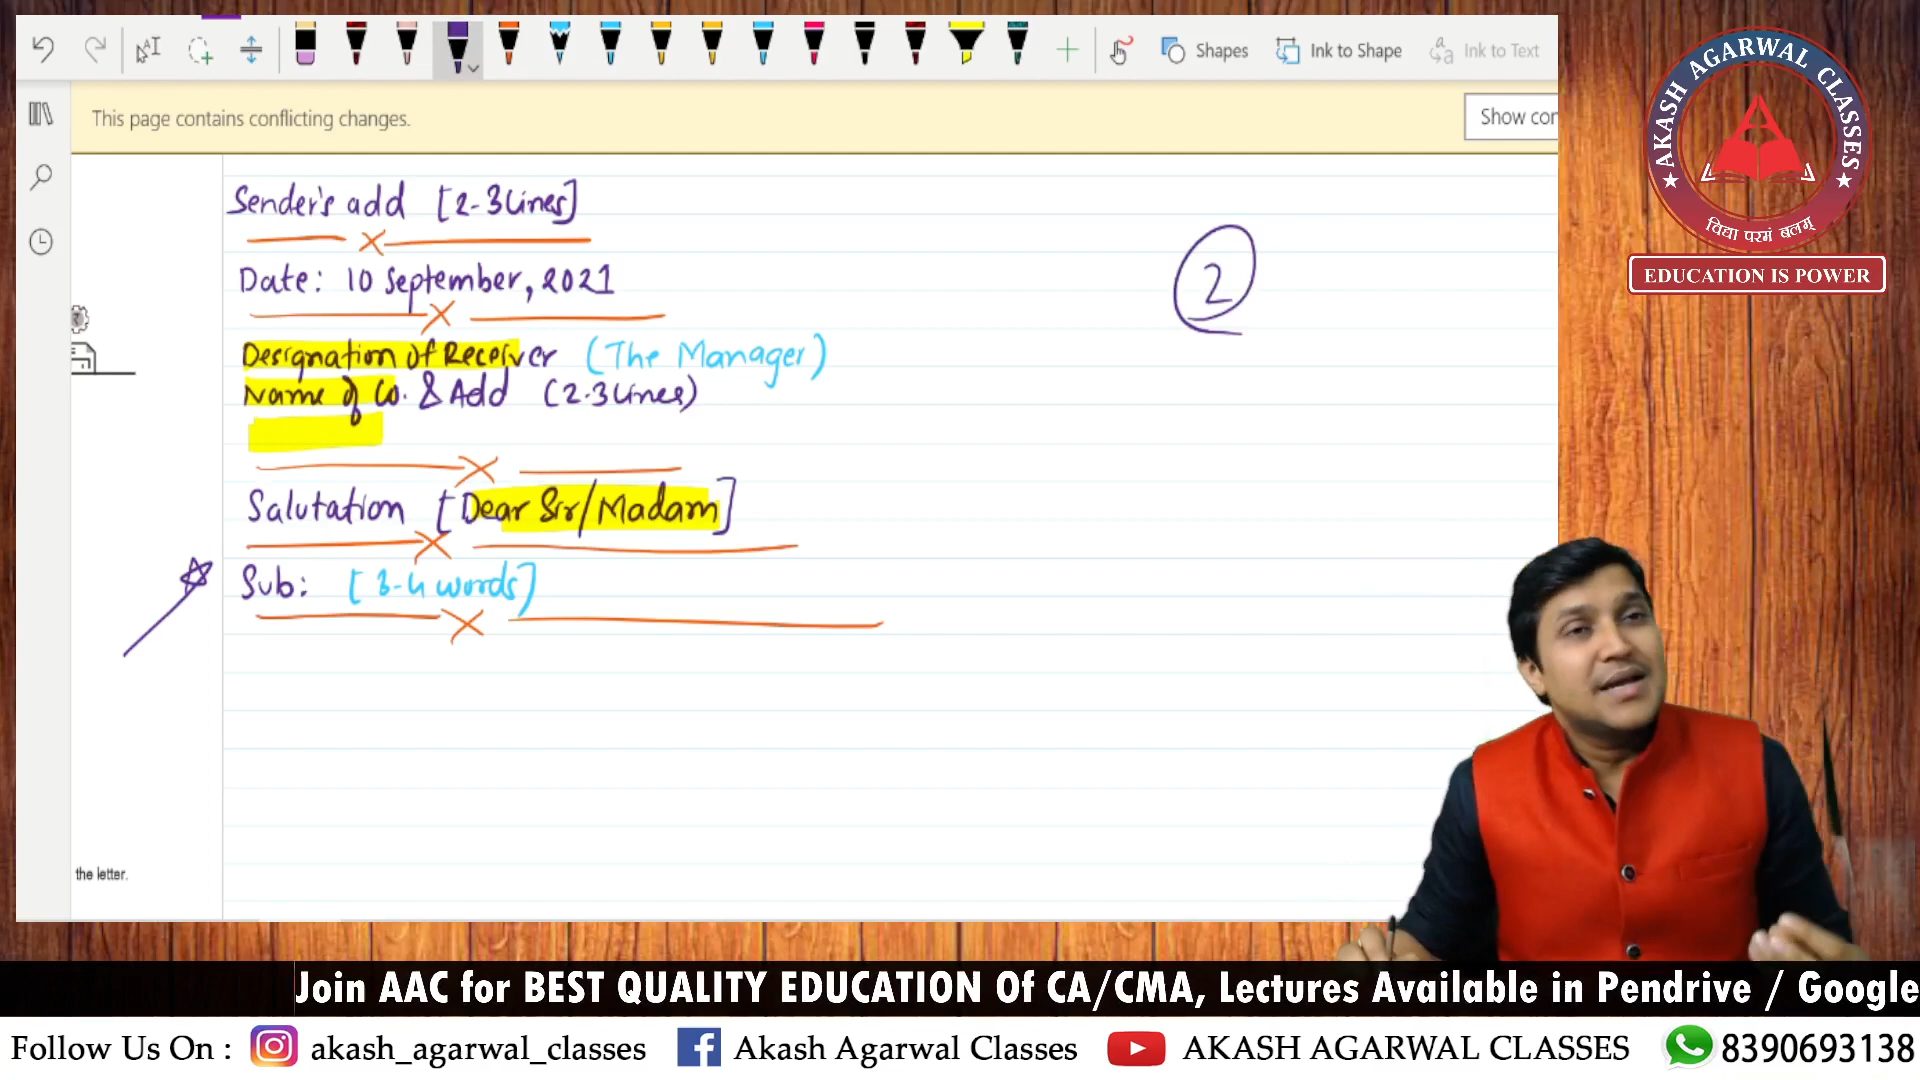 Shapes
Ink to Shape
Ink to Text
This page contains conflicting changes.
Show con
Sender's add [2-3 Lines]
Date: 10 September, 2021
2
Designation of Receiver (The Manager)
Name of Co. & Add (2-3 Lines)
Salutation [Dear Sir/Madam]
Sub: [3-4 words]
the letter.
AKASH AGARWAL CLASSES
विद्या परमं बलम्
EDUCATION IS POWER
Join AAC for BEST QUALITY EDUCATION Of CA/CMA, Lectures Available in Pendrive / Google
Follow Us On : akash_agarwal_classes Akash Agarwal Classes AKASH AGARWAL CLASSES 8390693138